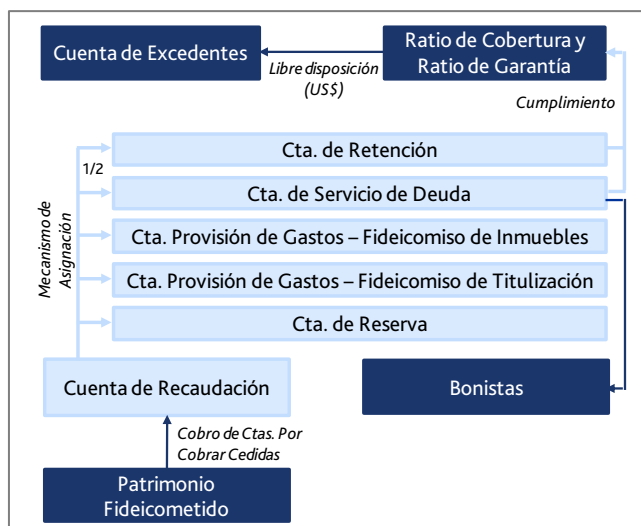 Cuenta de Excedentes
Libre disposición
(US$)
Ratio de Cobertura y
Ratio de Garantía
Cumplimiento
Mecanismo de
Asignación
1/2
Cta. de Retención
Cta. de Servicio de Deuda
Cta. Provisión de Gastos – Fideicomiso de Inmuebles
Cta. Provisión de Gastos – Fideicomiso de Titulización
Cta. de Reserva
Cuenta de Recaudación
Bonistas
Cobro de Ctas. Por
Cobrar Cedidas
Patrimonio
Fideicometido